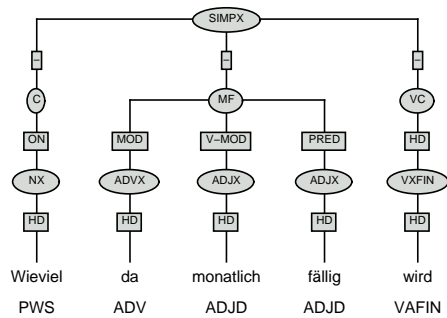 SIMPX
– – –
C MF VC
ON MOD V–MOD PRED HD
NX ADVX ADJX ADJX VXFIN
HD HD HD HD HD
Wieviel da monatlich fällig wird
PWS ADV ADJD ADJD VAFIN